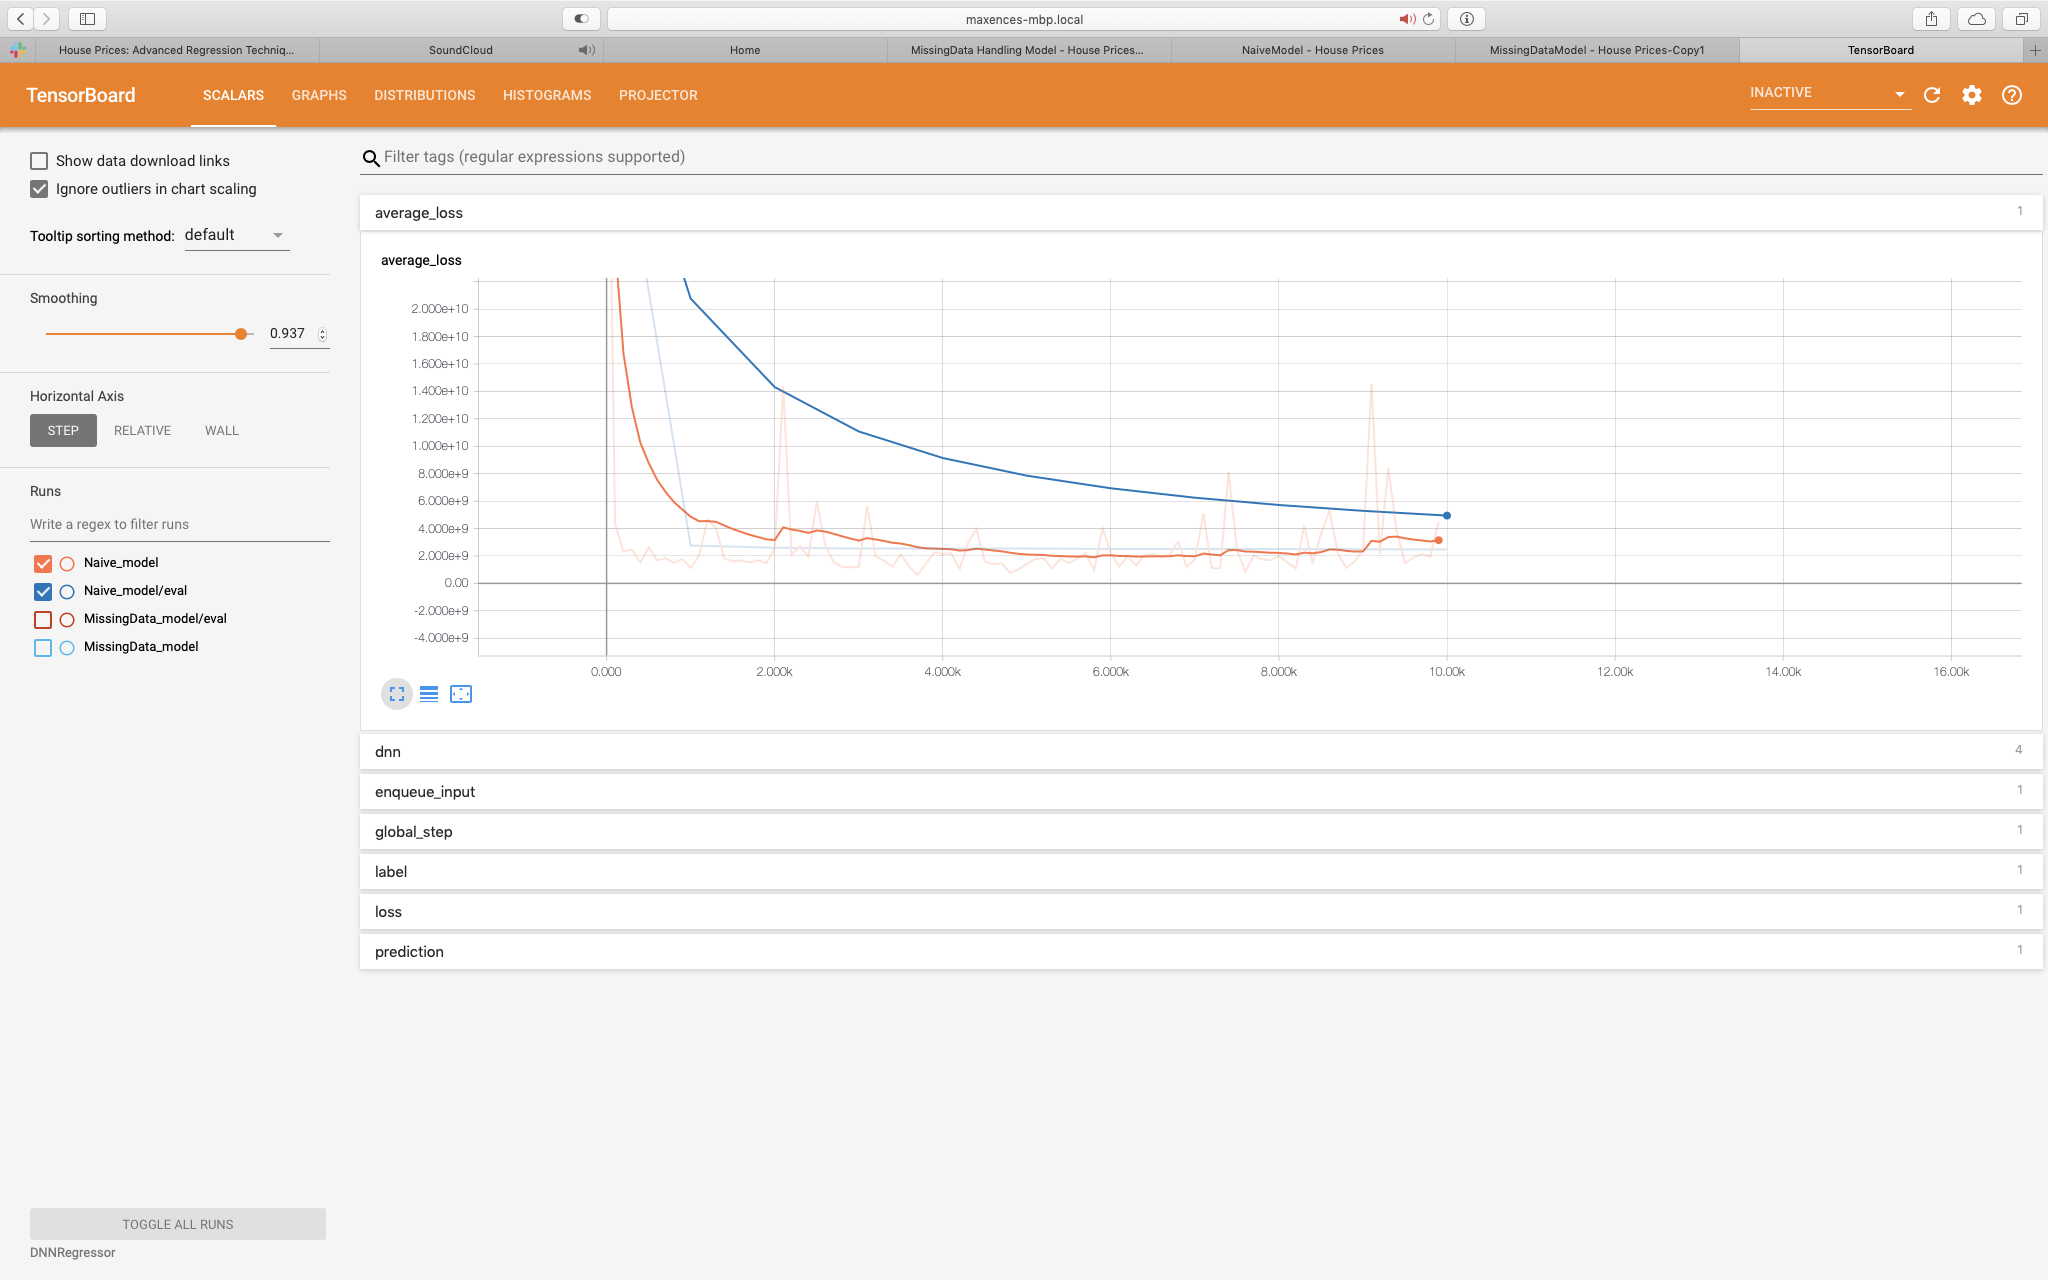 maxences-mbp.local
House Prices: Advanced Regression Techniq...
SoundCloud
Home
MissingData Handling Model - House Prices...
NaiveModel - House Prices
MissingDataModel - House Prices-Copy1
TensorBoard
TensorBoard
SCALARS
GRAPHS
DISTRIBUTIONS
HISTOGRAMS
PROJECTOR
INACTIVE
Show data download links
Ignore outliers in chart scaling
Tooltip sorting method: default
Smoothing
0.937
Horizontal Axis
STEP
RELATIVE
WALL
Runs
Write a regex to filter runs
Naive_model
Naive_model/eval
MissingData_model/eval
MissingData_model
TOGGLE ALL RUNS
DNNRegressor
Filter tags (regular expressions supported)
average_loss 1
average_loss
2.000e+10
1.800e+10
1.600e+10
1.400e+10
1.200e+10
1.000e+10
8.000e+9
6.000e+9
4.000e+9
2.000e+9
0.00
-2.000e+9
-4.000e+9
0.000 2.000k 4.000k 6.000k 8.000k 10.00k 12.00k 14.00k 16.00k
dnn 4
enqueue_input 1
global_step 1
label 1
loss 1
prediction 1